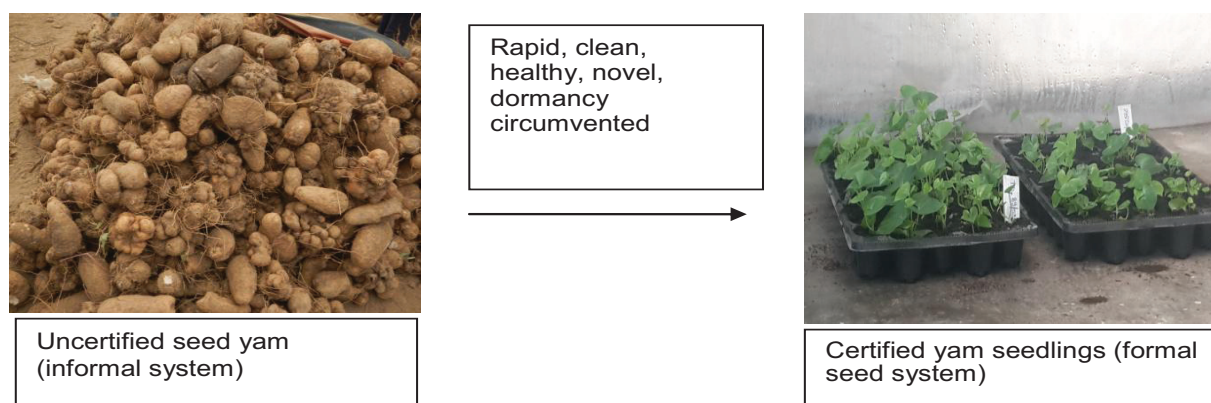 Rapid, clean,
healthy, novel,
dormancy
circumvented
Uncertified seed yam
(informal system)
Certified yam seedlings (formal
seed system)